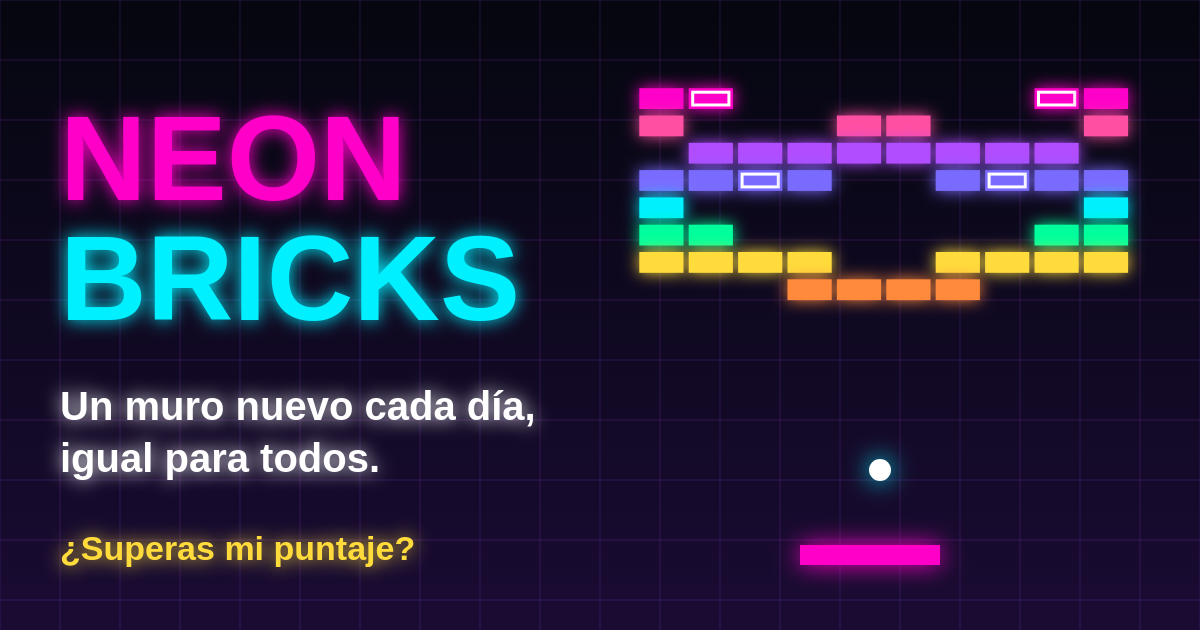 NEON
BRICKS
Un muro nuevo cada día,
igual para todos.
¿Superas mi puntaje?